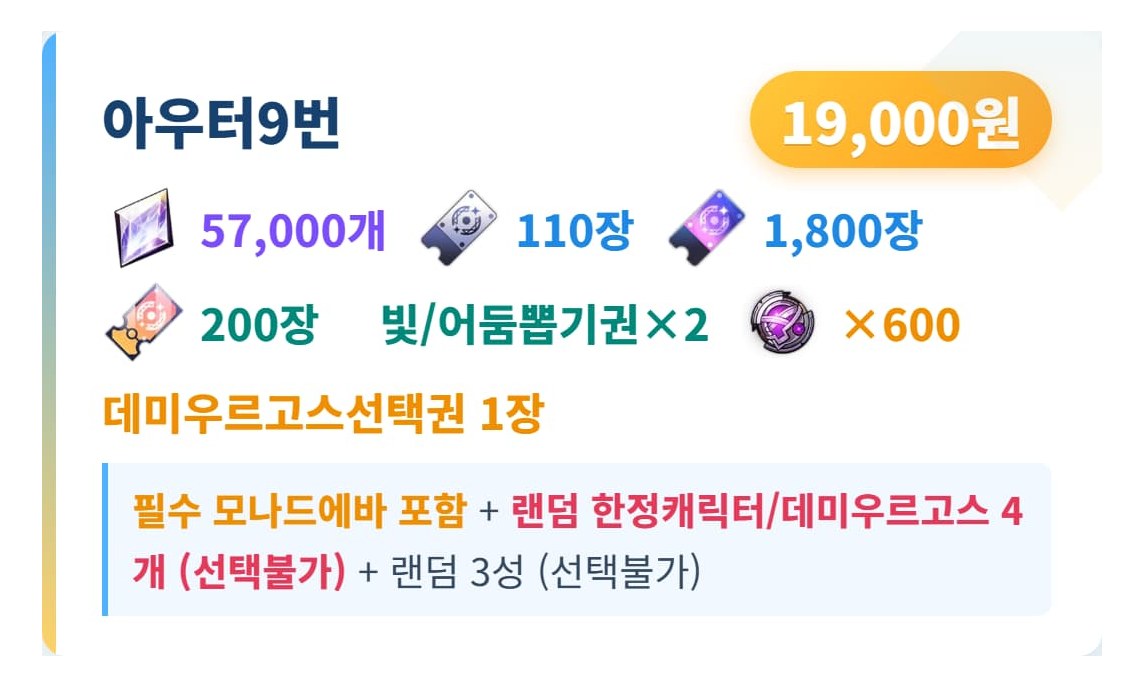 아우터9번 19,000원
57,000개 110장 1,800장
200장 빛/어둠뽑기권×2 ×600
데미우르고스선택권 1장
필수 모나드에바 포함 + 랜덤 한정캐릭터/데미우르고스 4
개 (선택불가) + 랜덤 3성 (선택불가)